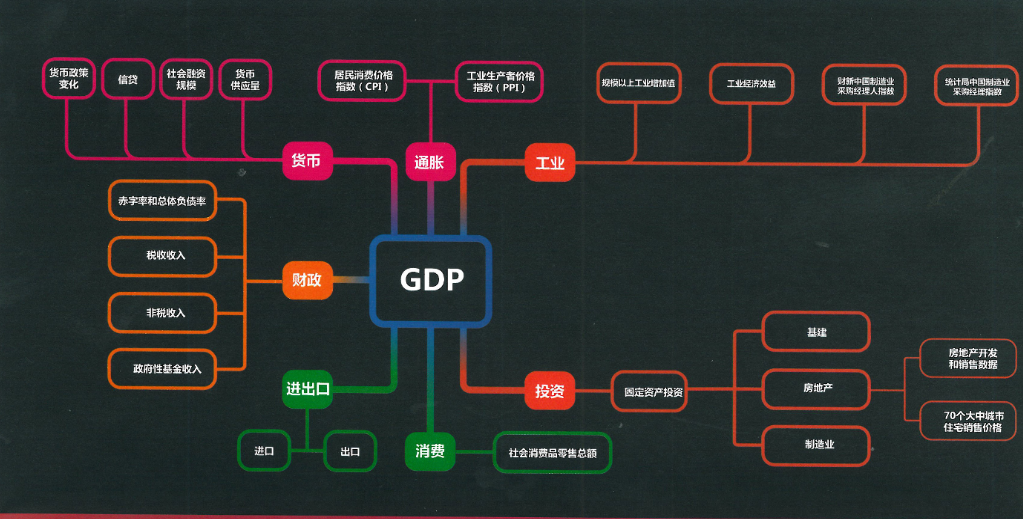 货币政策
变化
信贷
社会融资
规模
货币
供应量
居民消费价格
指数（CPI）
工业生产者价格
指数（PPI）
规模以上工业增加值
工业经济效益
财新中国制造业
采购经理人指数
统计局中国制造业
采购经理指数
货币
通胀
工业
赤字率和总体负债率
税收收入
非税收入
政府性基金收入
财政
GDP
进出口
进口
出口
消费
社会消费品零售总额
投资
固定资产投资
基建
房地产
制造业
房地产开发
和销售数据
70个大中城市
住宅销售价格